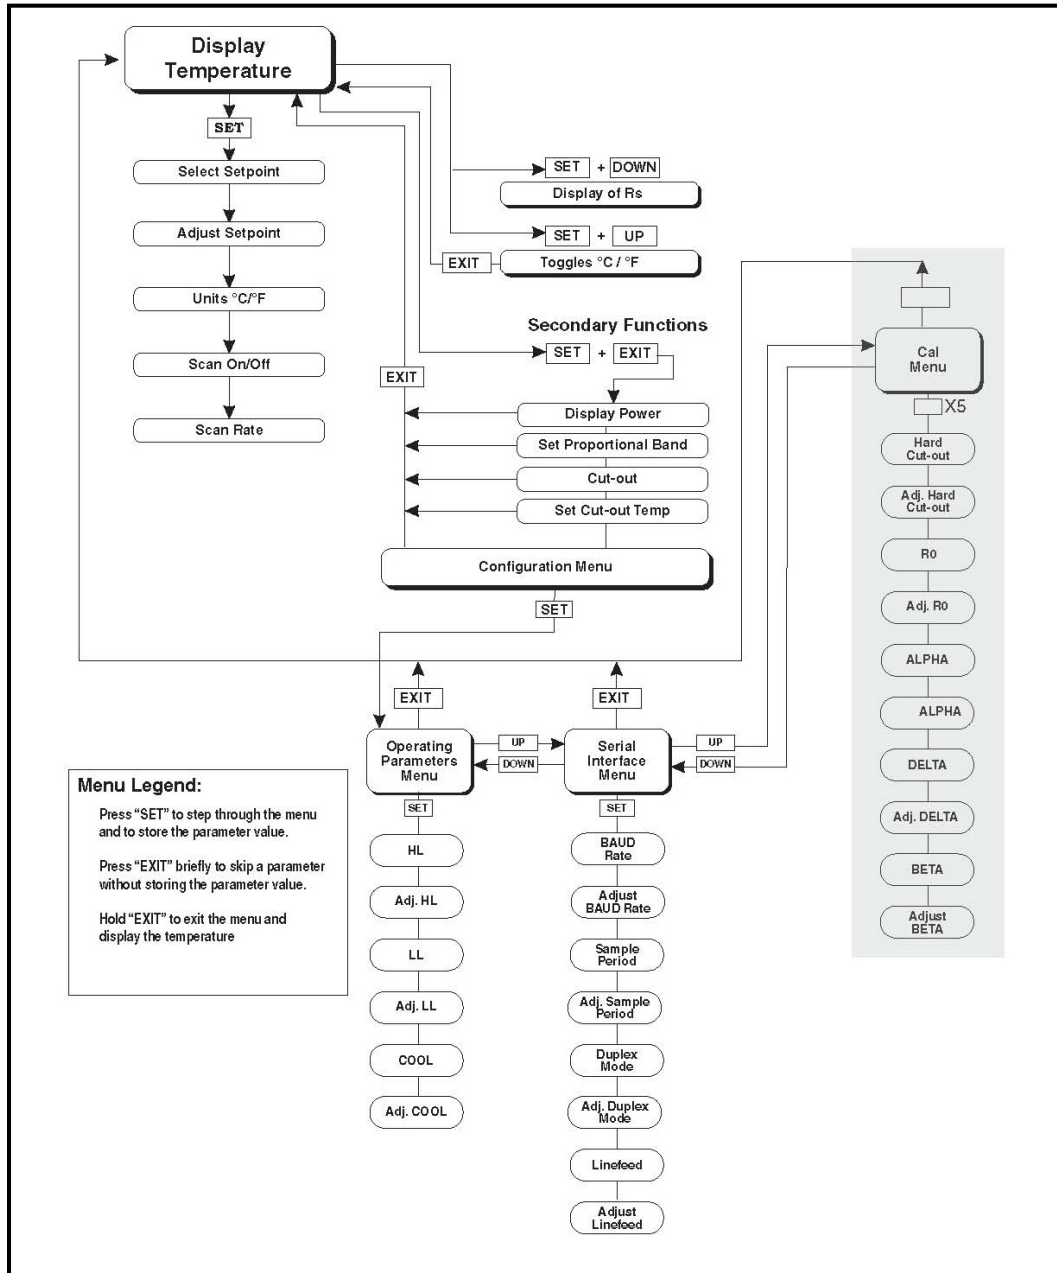 Display
Temperature
SET
Select Setpoint
Adjust Setpoint
Units °C/°F
Scan On/Off
Scan Rate
SET + DOWN
Display of Rs
SET + UP
EXIT
Toggles °C / °F
Secondary Functions
SET + EXIT
EXIT
Display Power
Set Proportional Band
Cut-out
Set Cut-out Temp
Configuration Menu
SET
EXIT
EXIT
Operating
Parameters
Menu
UP
DOWN
Serial
Interface
Menu
UP
DOWN
SET
HL
Adj. HL
LL
Adj. LL
COOL
Adj. COOL
SET
BAUD
Rate
Adjust
BAUD Rate
Sample
Period
Adj. Sample
Period
Duplex
Mode
Adj. Duplex
Mode
Linefeed
Adjust
Linefeed
Cal
Menu
X5
Hard
Cut-out
Adj. Hard
Cut-out
R0
Adj. R0
ALPHA
ALPHA
DELTA
Adj. DELTA
BETA
Adjust
BETA
Menu Legend:
Press “SET” to step through the menu
and to store the parameter value.
Press “EXIT” briefly to skip a parameter
without storing the parameter value.
Hold “EXIT” to exit the menu and
display the temperature